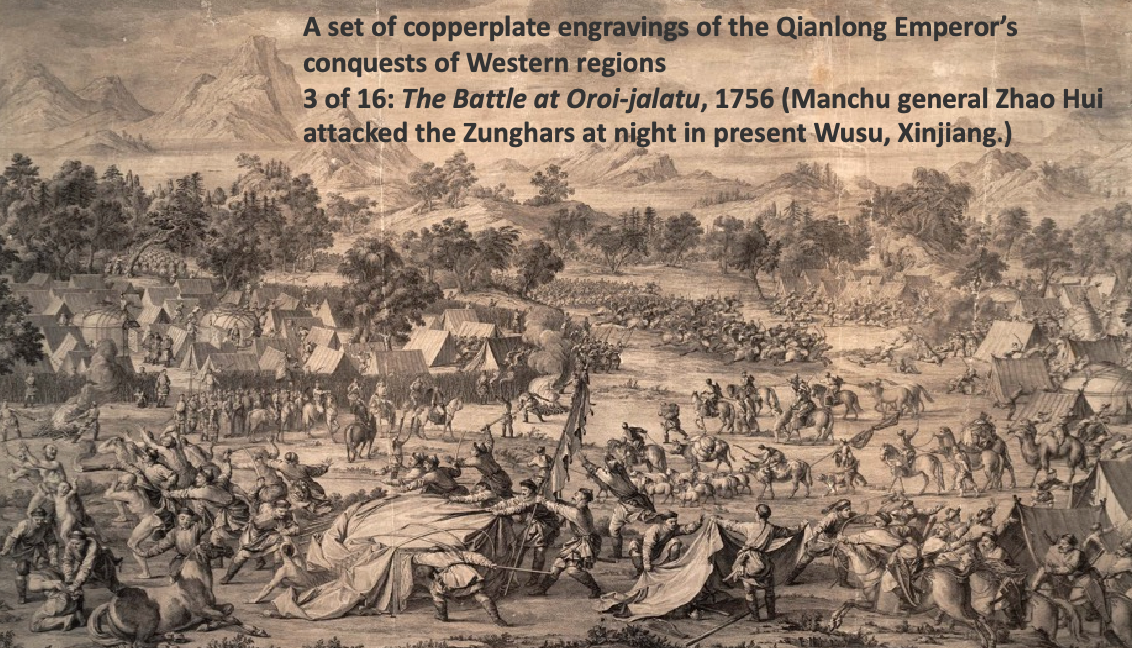 A set of copperplate engravings of the Qianlong Emperor’s
conquests of Western regions
3 of 16: The Battle at Oroi-jalatu, 1756 (Manchu general Zhao Hui
attacked the Zunghars at night in present Wusu, Xinjiang.)